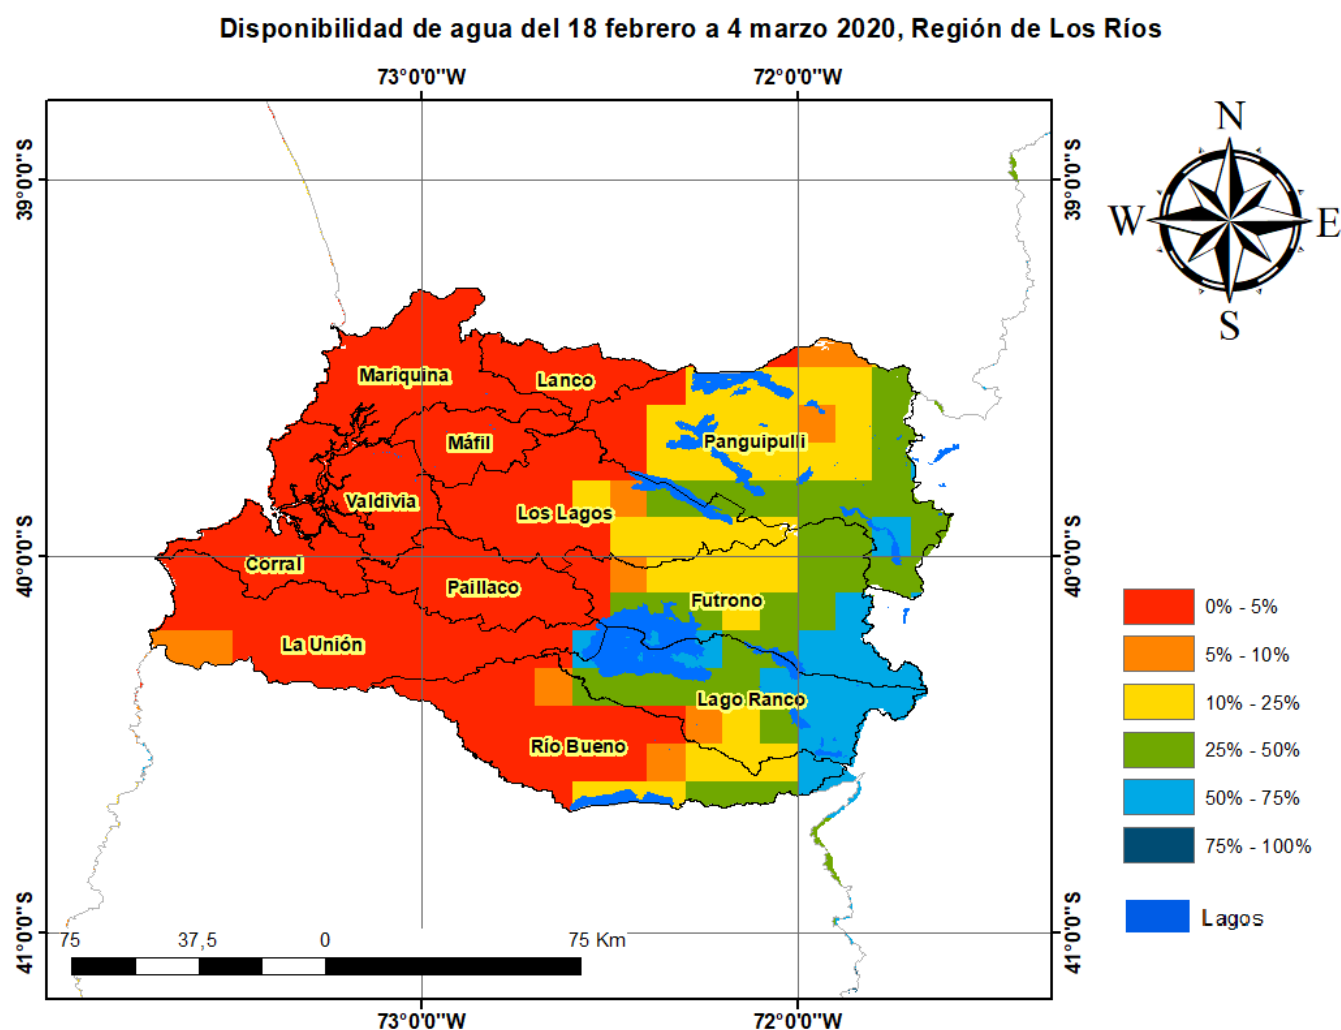 Disponibilidad de agua del 18 febrero a 4 marzo 2020, Región de Los Ríos
73°0'0"W 72°0'0"W
N
W E
S
39°0'0"S 39°0'0"S
Mariquina
Lanco
Máfil
Panguipulli
Valdivia
Los Lagos
40°0'0"S 40°0'0"S
Corral
Paillaco
Futrono
La Unión
Lago Ranco
Río Bueno
0% - 5%
5% - 10%
10% - 25%
25% - 50%
50% - 75%
75% - 100%
Lagos
41°0'0"S 41°0'0"S
75 37,5 0 75 Km
73°0'0"W 72°0'0"W